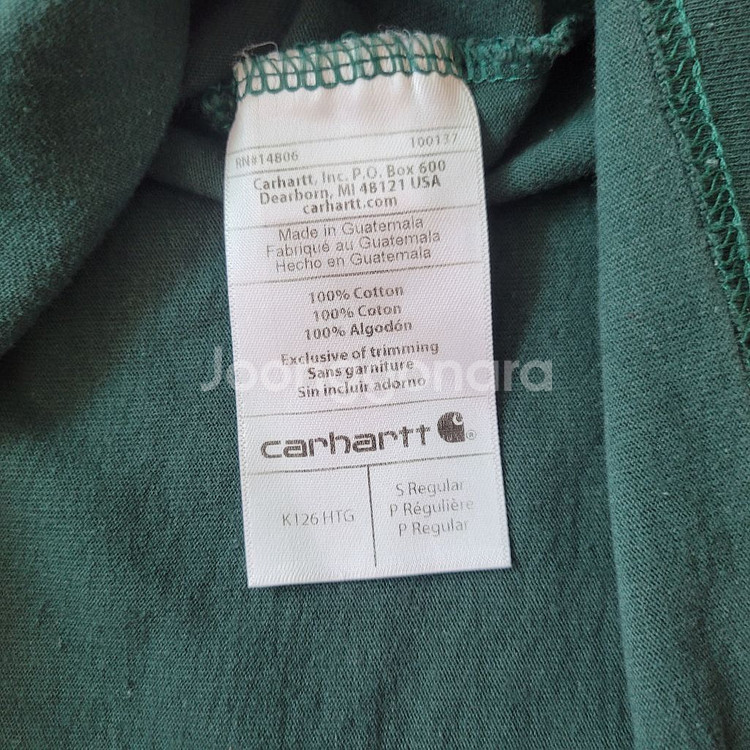 RN#14806 100137
Carhartt, Inc. P.O. Box 600
Dearborn, MI 48121 USA
carhartt.com
Made in Guatemala
Fabriqué au Guatemala
Hecho en Guatemala
100% Cotton
100% Coton
100% Algodón
Exclusive of trimming
Sans garniture
Sin incluir adorno
Joonggonara
carhartt ®
K126 HTG
S Regular
P Régulière
P Regular